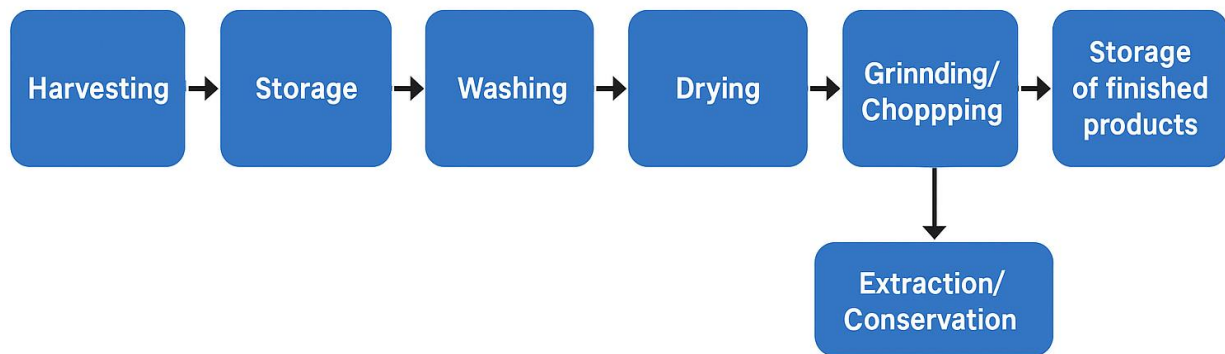 Harvesting
Storage
Washing
Drying
Grinnding/
Choppping
Storage
of finished
products
Extraction/
Conservation